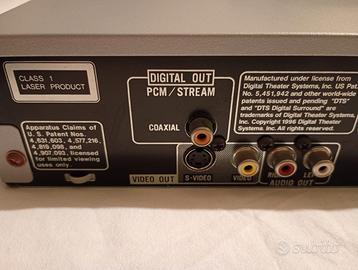 CLASS 1
LASER PRODUCT
Apparatus Claims of
U. S. Patent Nos.
4,631,603, 4,577,216,
4,819,098, and
4,907,093, licensed
for limited viewing
uses only.
DIGITAL OUT
PCM / STREAM
COAXIAL
Manufactured under license from
Digital Theater Systems, Inc. US Pat.
No. 5,451,942 and other world-wide
patents issued and pending "DTS"
and "DTS Digital Surround" are
trademarks of Digital Theater Systems,
Inc. Copyright 1996 Digital Theater
Systems, Inc. All rights reserved.
VIDEO OUT
S-VIDEO
VIDEO
AUDIO OUT
subito